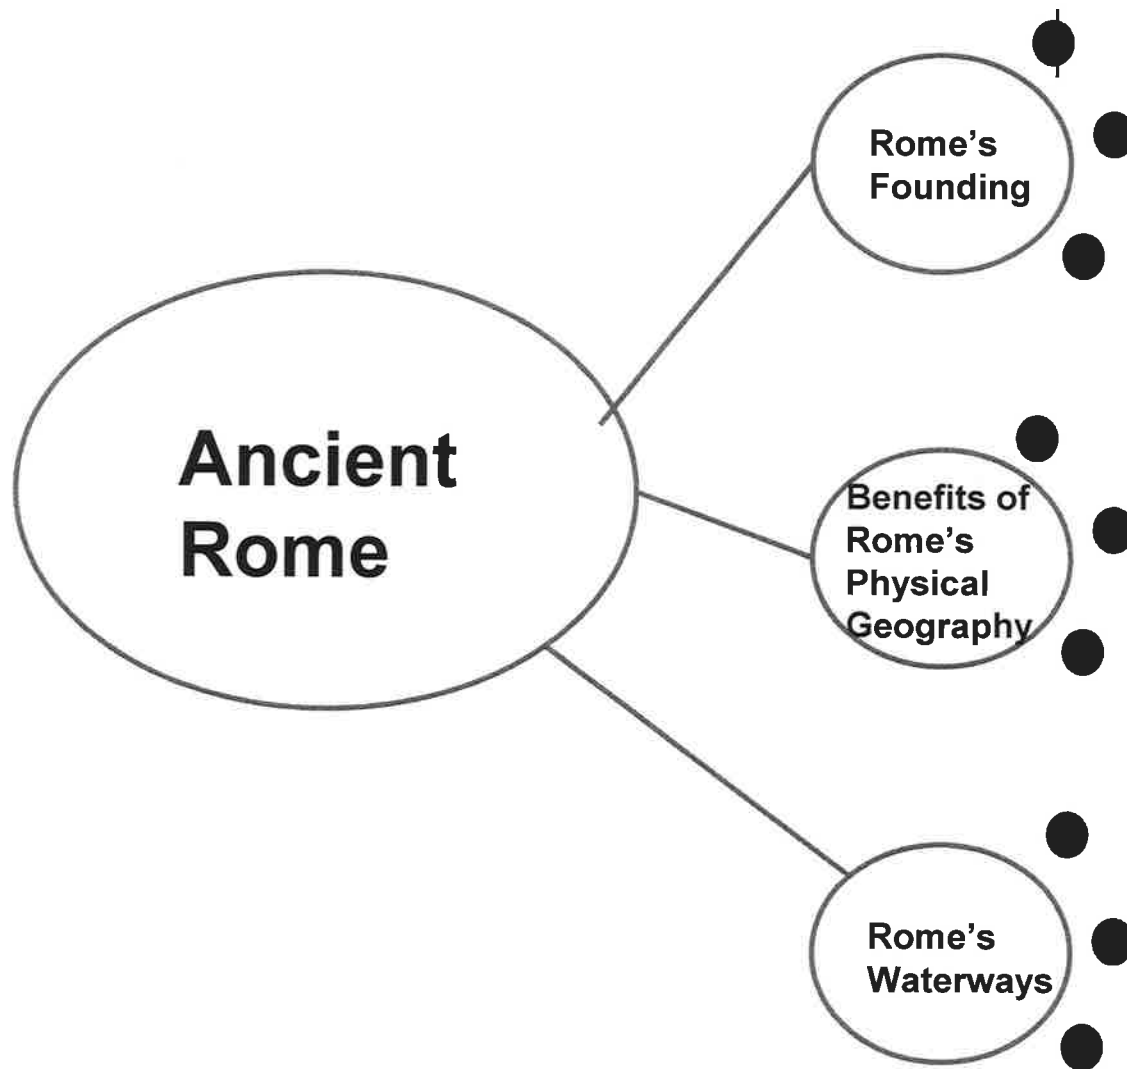 Ancient
Rome
Rome's
Founding
Benefits of
Rome's
Physical
Geography
Rome's
Waterways